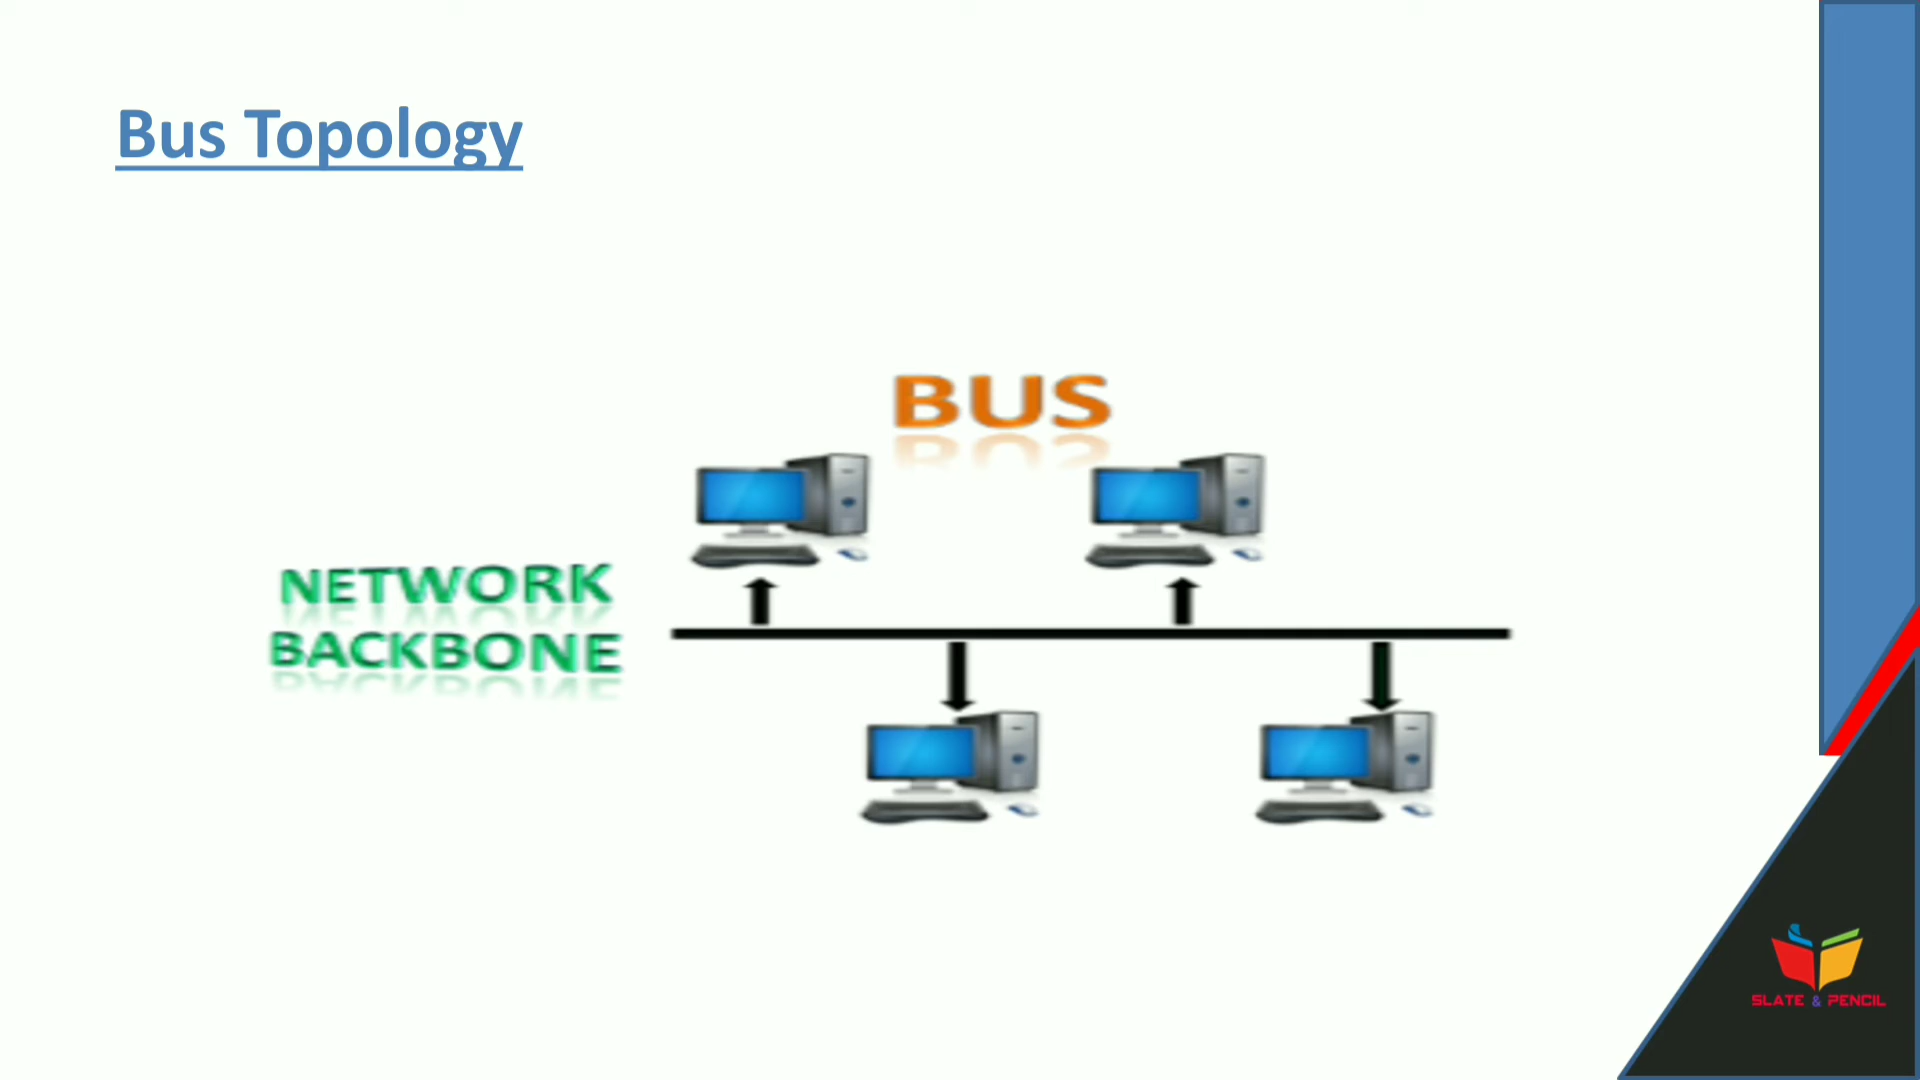 Bus Topology
BUS
NETWORK
BACKBONE
SLATE & PENCIL